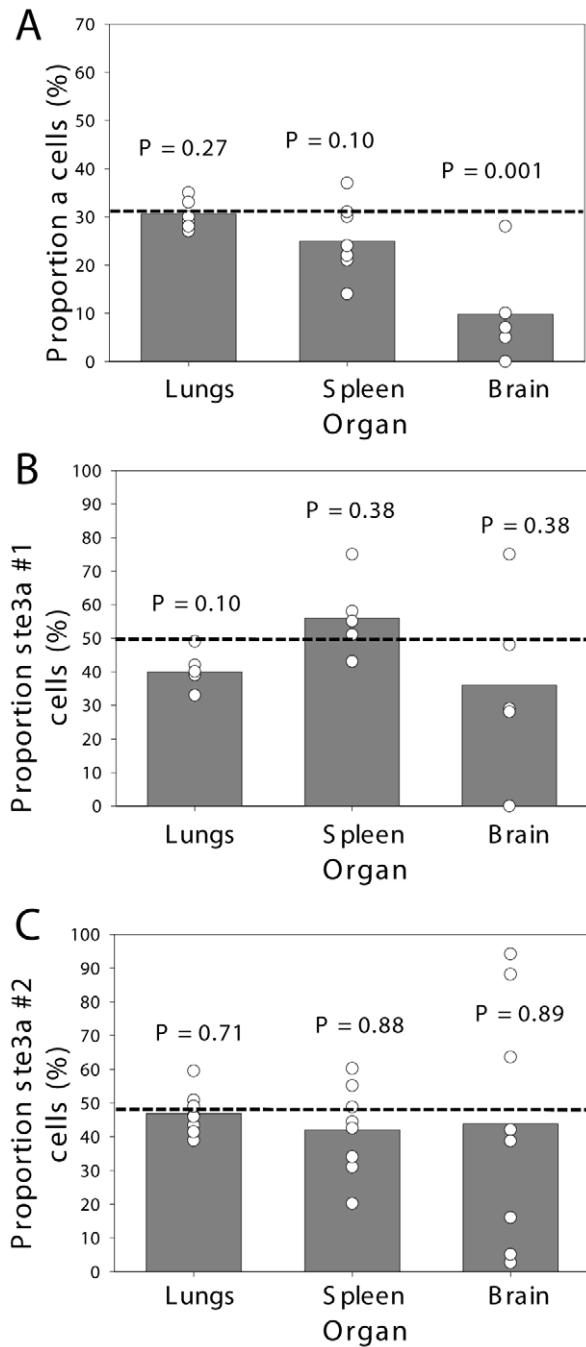 A
Proportion a cells (%)
70
60
50
40
30
20
10
0
P = 0.27
P = 0.10
P = 0.001
Lungs
Spleen
Brain
Organ
B
Proportion ste3a #1
cells (%)
100
90
80
70
60
50
40
30
20
10
0
P = 0.10
P = 0.38
P = 0.38
Lungs
Spleen
Brain
Organ
C
Proportion ste3a #2
cells (%)
100
90
80
70
60
50
40
30
20
10
0
P = 0.71
P = 0.88
P = 0.89
Lungs
Spleen
Brain
Organ